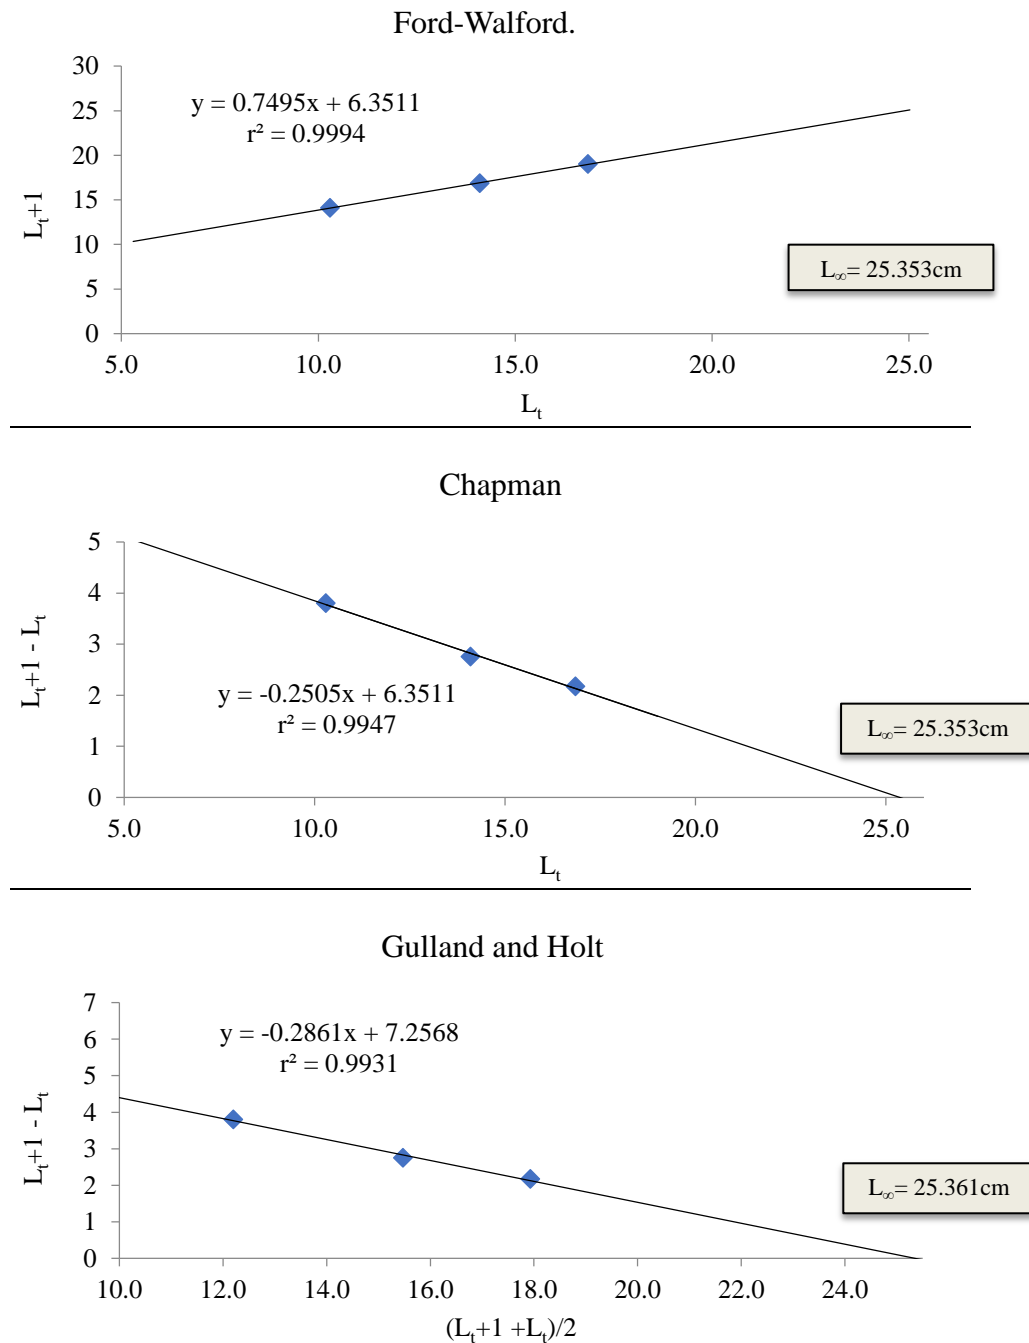 Ford-Walford.
30
25
20
15
10
5
0
y = 0.7495x + 6.3511
r² = 0.9994
L∞= 25.353cm
Lt+1
5.0 10.0 15.0 20.0 25.0
Lt
Chapman
5
4
3
2
1
0
y = -0.2505x + 6.3511
r² = 0.9947
L∞= 25.353cm
Lt+1 - Lt
5.0 10.0 15.0 20.0 25.0
Lt
Gulland and Holt
7
6
5
4
3
2
1
0
y = -0.2861x + 7.2568
r² = 0.9931
L∞= 25.361cm
Lt+1 - Lt
10.0 12.0 14.0 16.0 18.0 20.0 22.0 24.0
(Lt+1 +Lt)/2